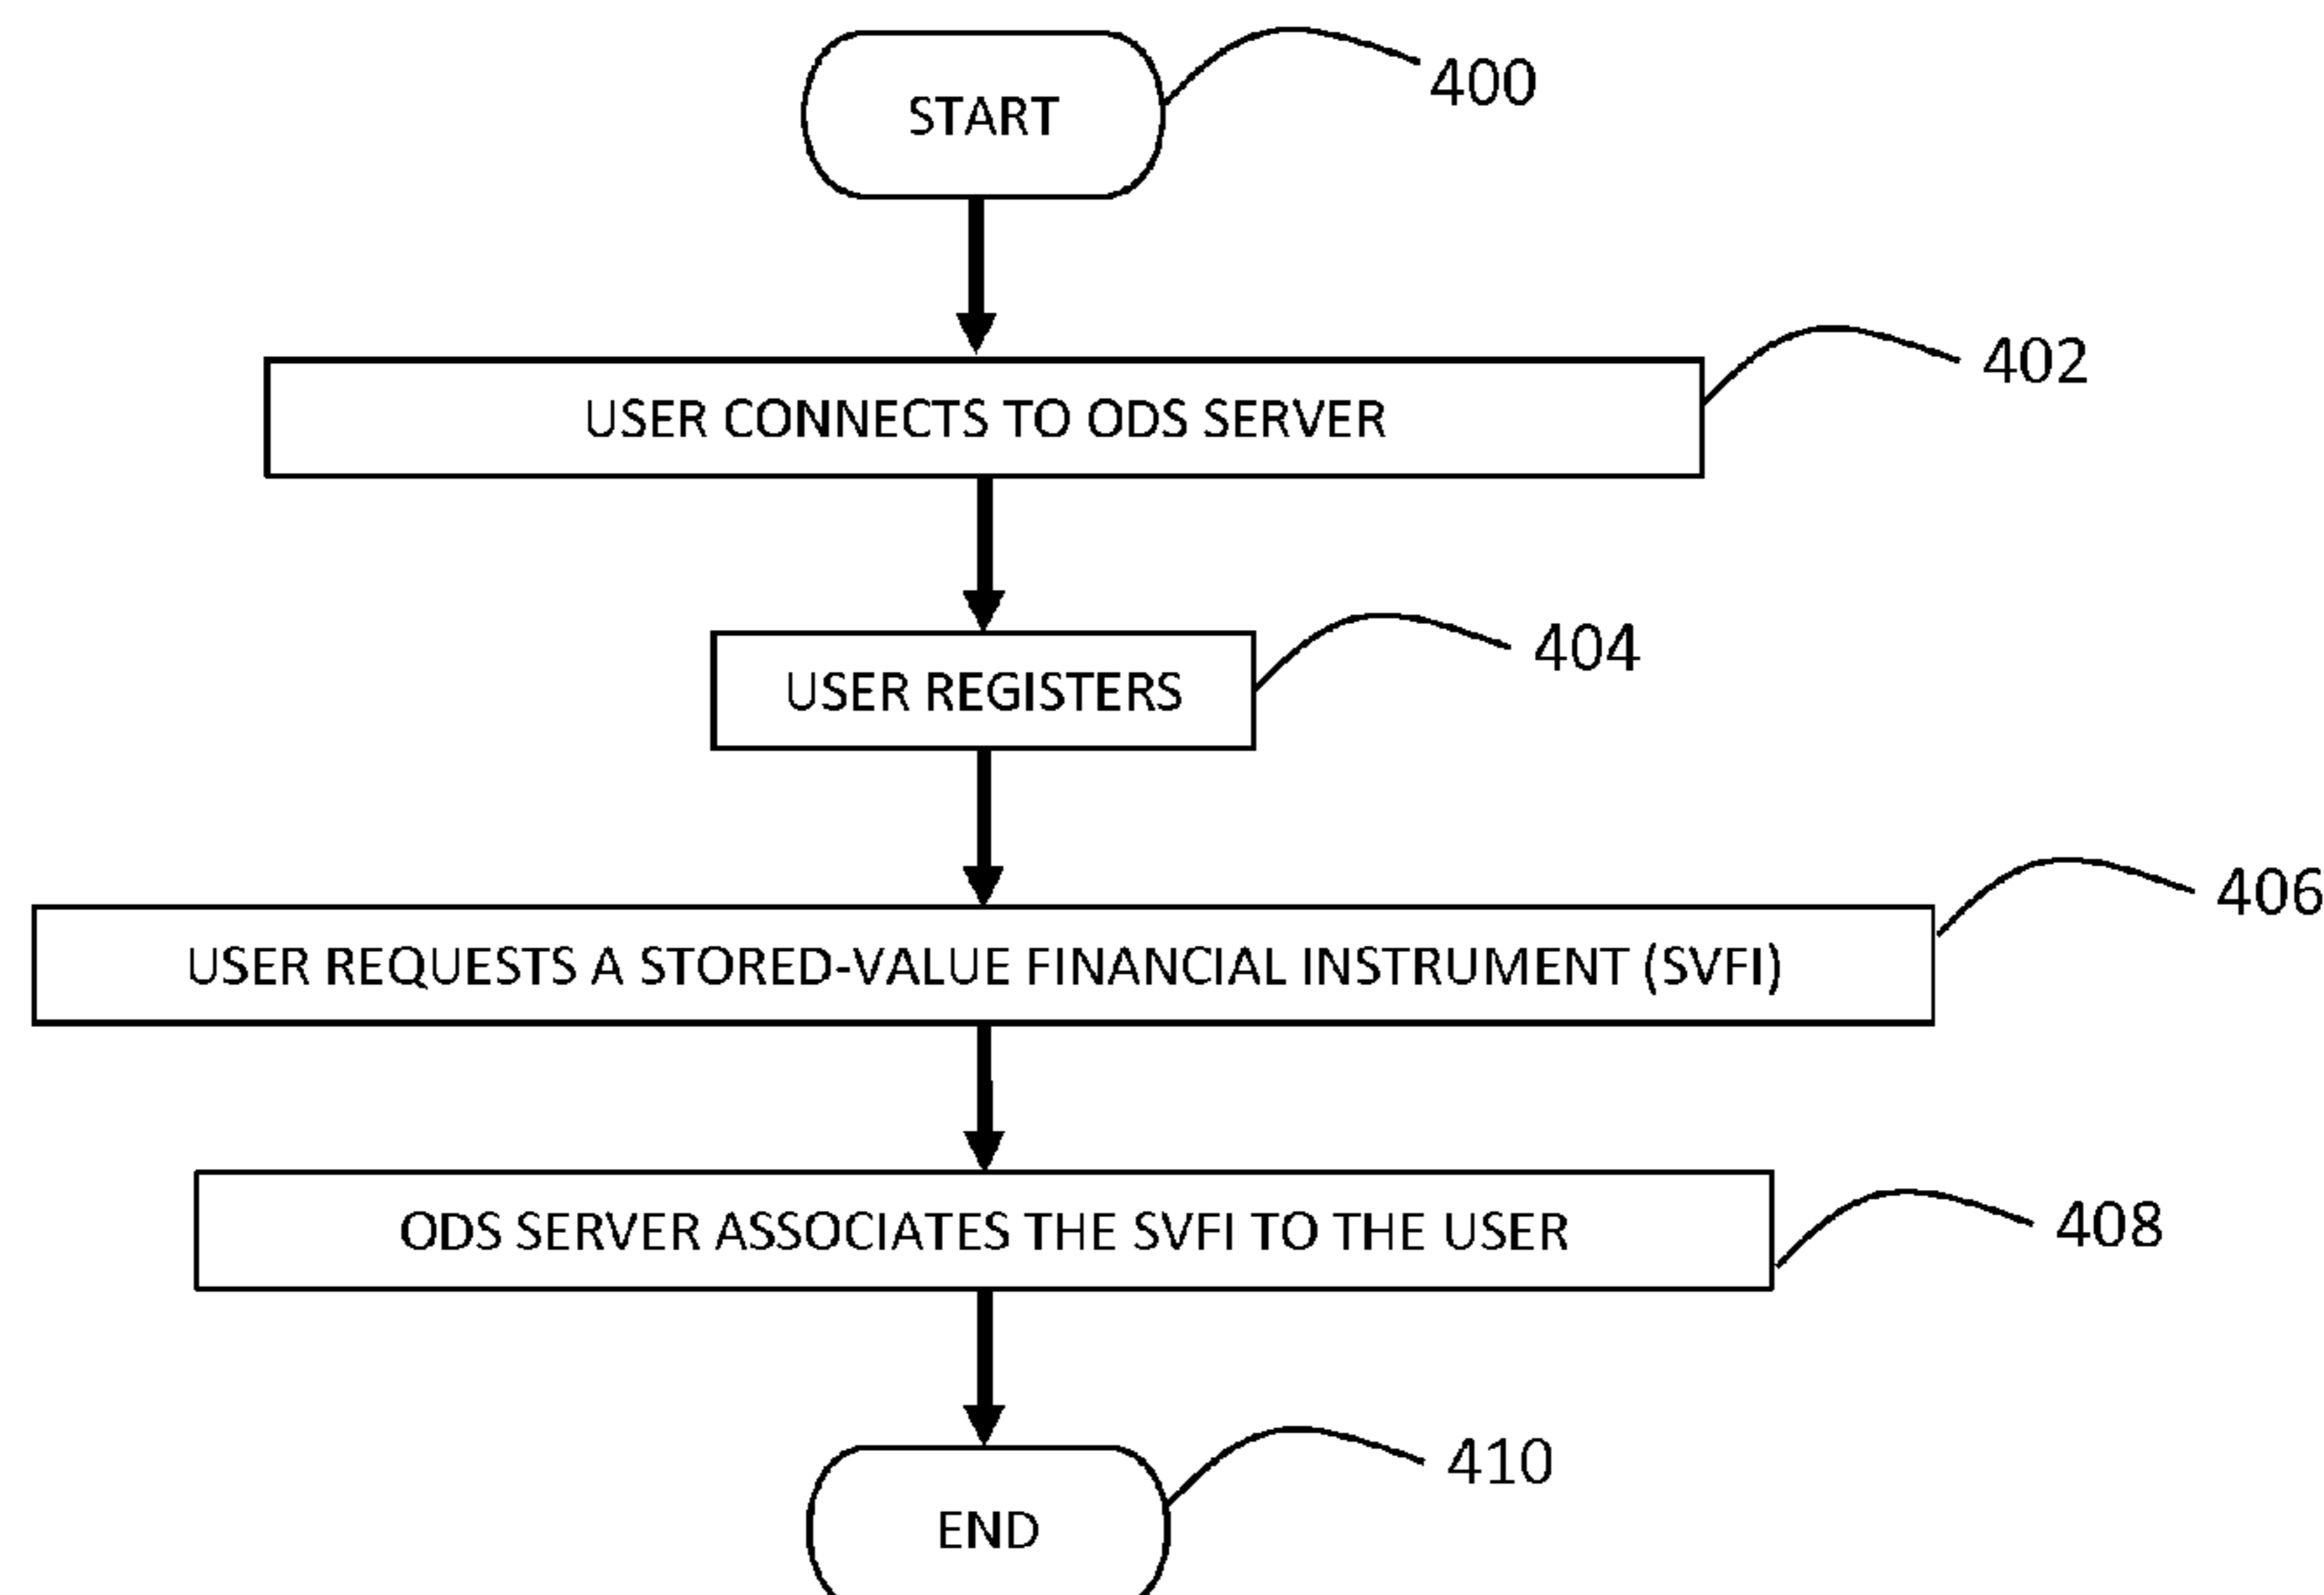 START
400
USER CONNECTS TO ODS SERVER
402
USER REGISTERS
404
USER REQUESTS A STORED-VALUE FINANCIAL INSTRUMENT (SVFI)
406
ODS SERVER ASSOCIATES THE SVFI TO THE USER
408
END
410